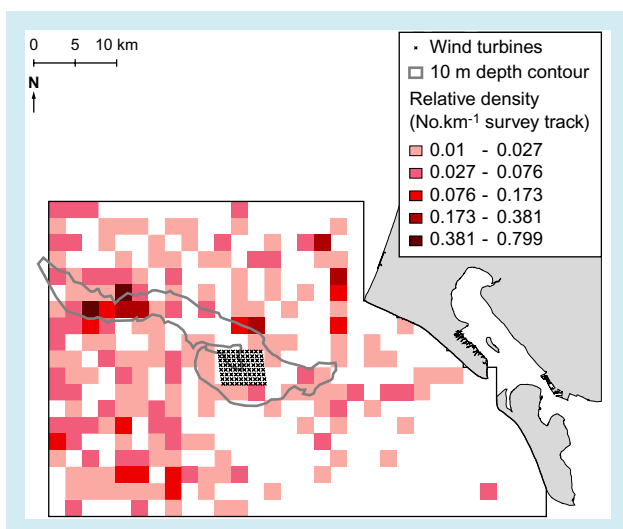 0 5 10 km
N
Wind turbines
10 m depth contour
Relative density
(No.km⁻¹ survey track)
0.01 - 0.027
0.027 - 0.076
0.076 - 0.173
0.173 - 0.381
0.381 - 0.799